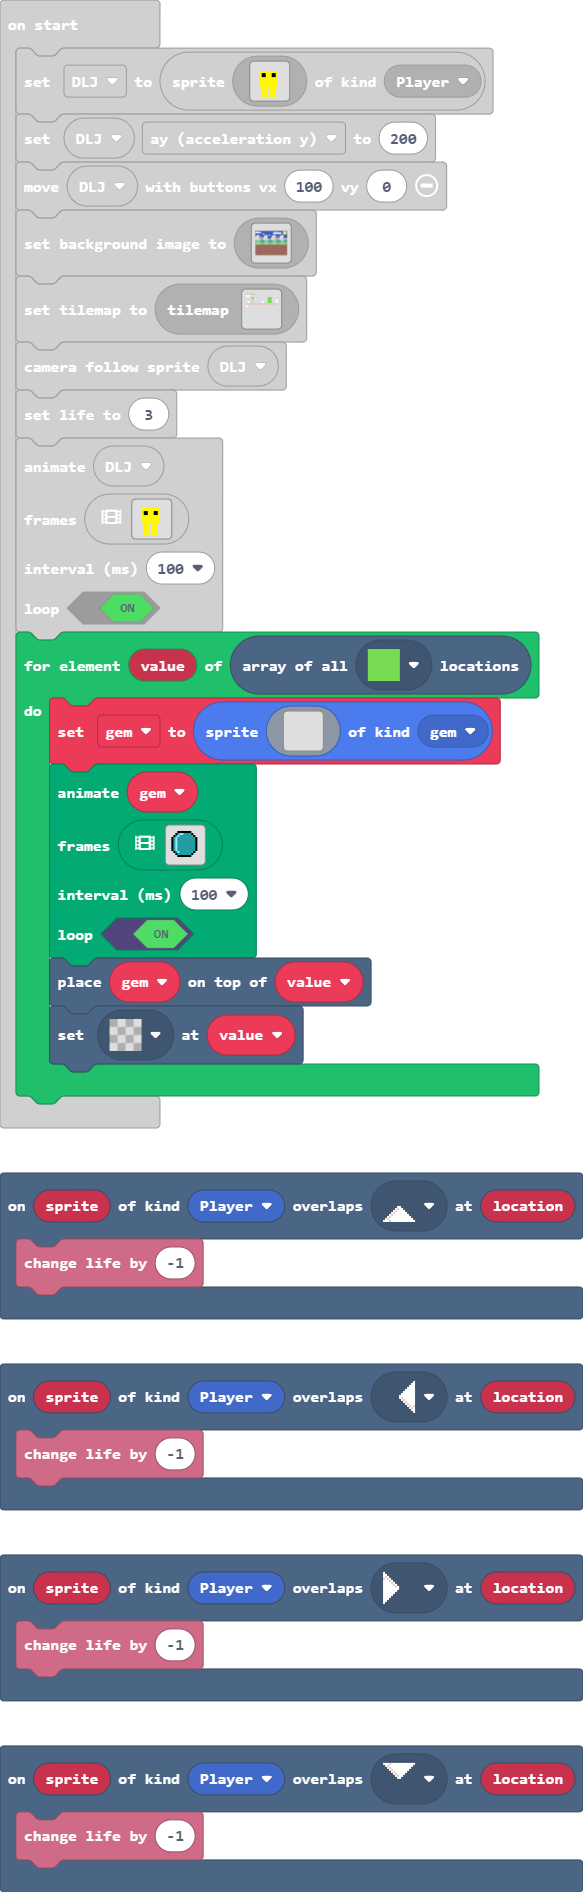 on start
set DLJ to sprite of kind Player
set DLJ ay (acceleration y) to 200
move DLJ with buttons vx 100 vy 0
set background image to
set tilemap to tilemap
camera follow sprite DLJ
set life to 3
animate DLJ
frames
interval (ms) 100
loop ON
for element value of array of all locations
do
set gem to sprite of kind gem
animate gem
frames
interval (ms) 100
loop ON
place gem on top of value
set at value
on sprite of kind Player overlaps at location
change life by -1
on sprite of kind Player overlaps at location
change life by -1
on sprite of kind Player overlaps at location
change life by -1
on sprite of kind Player overlaps at location
change life by -1